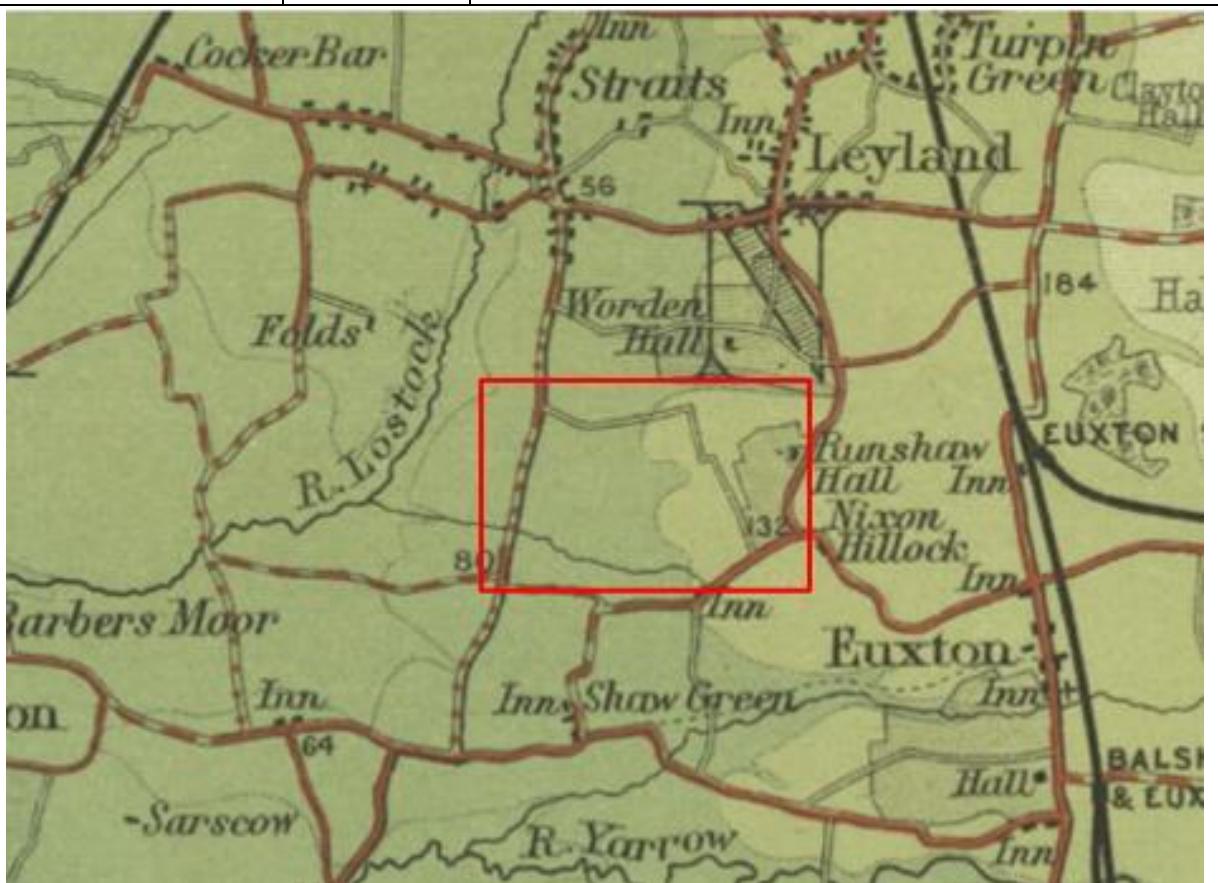 Inn
Turpin
Green
Cocker Bar
Straits
Inn
Clayto
Hall
Leyland
56
184
Worden
Hall
Ha
Folds
R. Lostock
EUXTON S
Runshaw
Hall
Inn
132
Nixon
Hillock
80
Inn
Inn
Barbers Moor
Euxton
Inn
Inn
Shaw Green
Inn
on
64
BALSH
& EUX
Hall
Sarscow
R. Yarrow
Inn